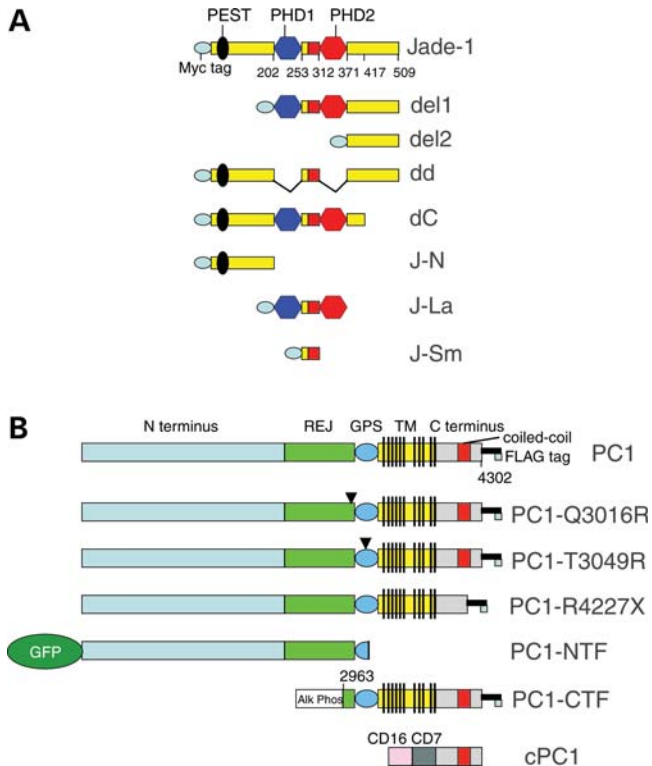 A
PEST PHD1 PHD2
Jade-1
Myc tag
202 253 312 371 417 509
del1
del2
dd
dC
J-N
J-La
J-Sm
B
N terminus REJ GPS TM C terminus
coiled-coil
FLAG tag
PC1
4302
PC1-Q3016R
PC1-T3049R
PC1-R4227X
GFP
PC1-NTF
2963
Alk Phos
PC1-CTF
CD16 CD7
cPC1